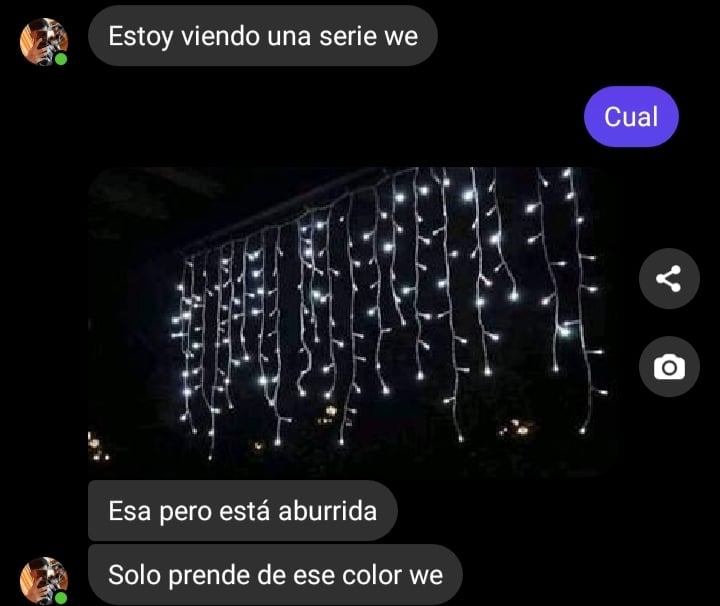 Estoy viendo una serie we
Cual
Esa pero está aburrida
Solo prende de ese color we